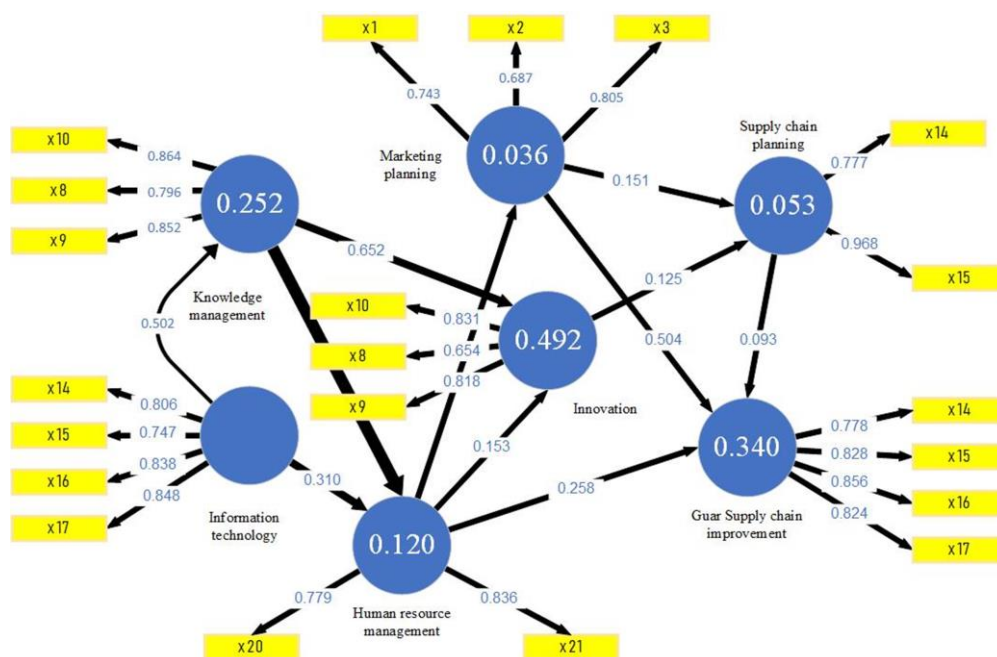 x1
x2
x3
0.743
0.687
0.805
x10
x8
x9
0.864
0.796
0.852
0.252
Knowledge
management
Marketing
planning
0.036
Supply chain
planning
0.053
x14
0.777
0.968
x15
0.151
0.652
0.125
0.504
0.093
0.502
x10
x8
x9
0.831
0.654
0.818
0.492
Innovation
x14
x15
x16
x17
0.806
0.747
0.838
0.848
Information
technology
0.310
0.153
0.258
0.340
Guar Supply chain
improvement
0.778
0.828
0.856
0.824
x14
x15
x16
x17
0.120
Human resource
management
0.779
0.836
x20
x21